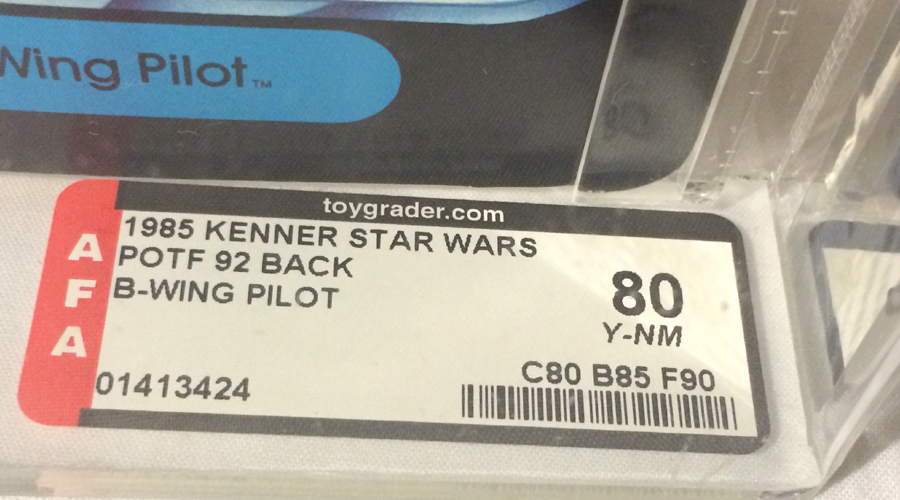 Wing Pilot™
toygrader.com
AFA
1985 KENNER STAR WARS
POTF 92 BACK
B-WING PILOT
80
Y-NM
C80 B85 F90
01413424